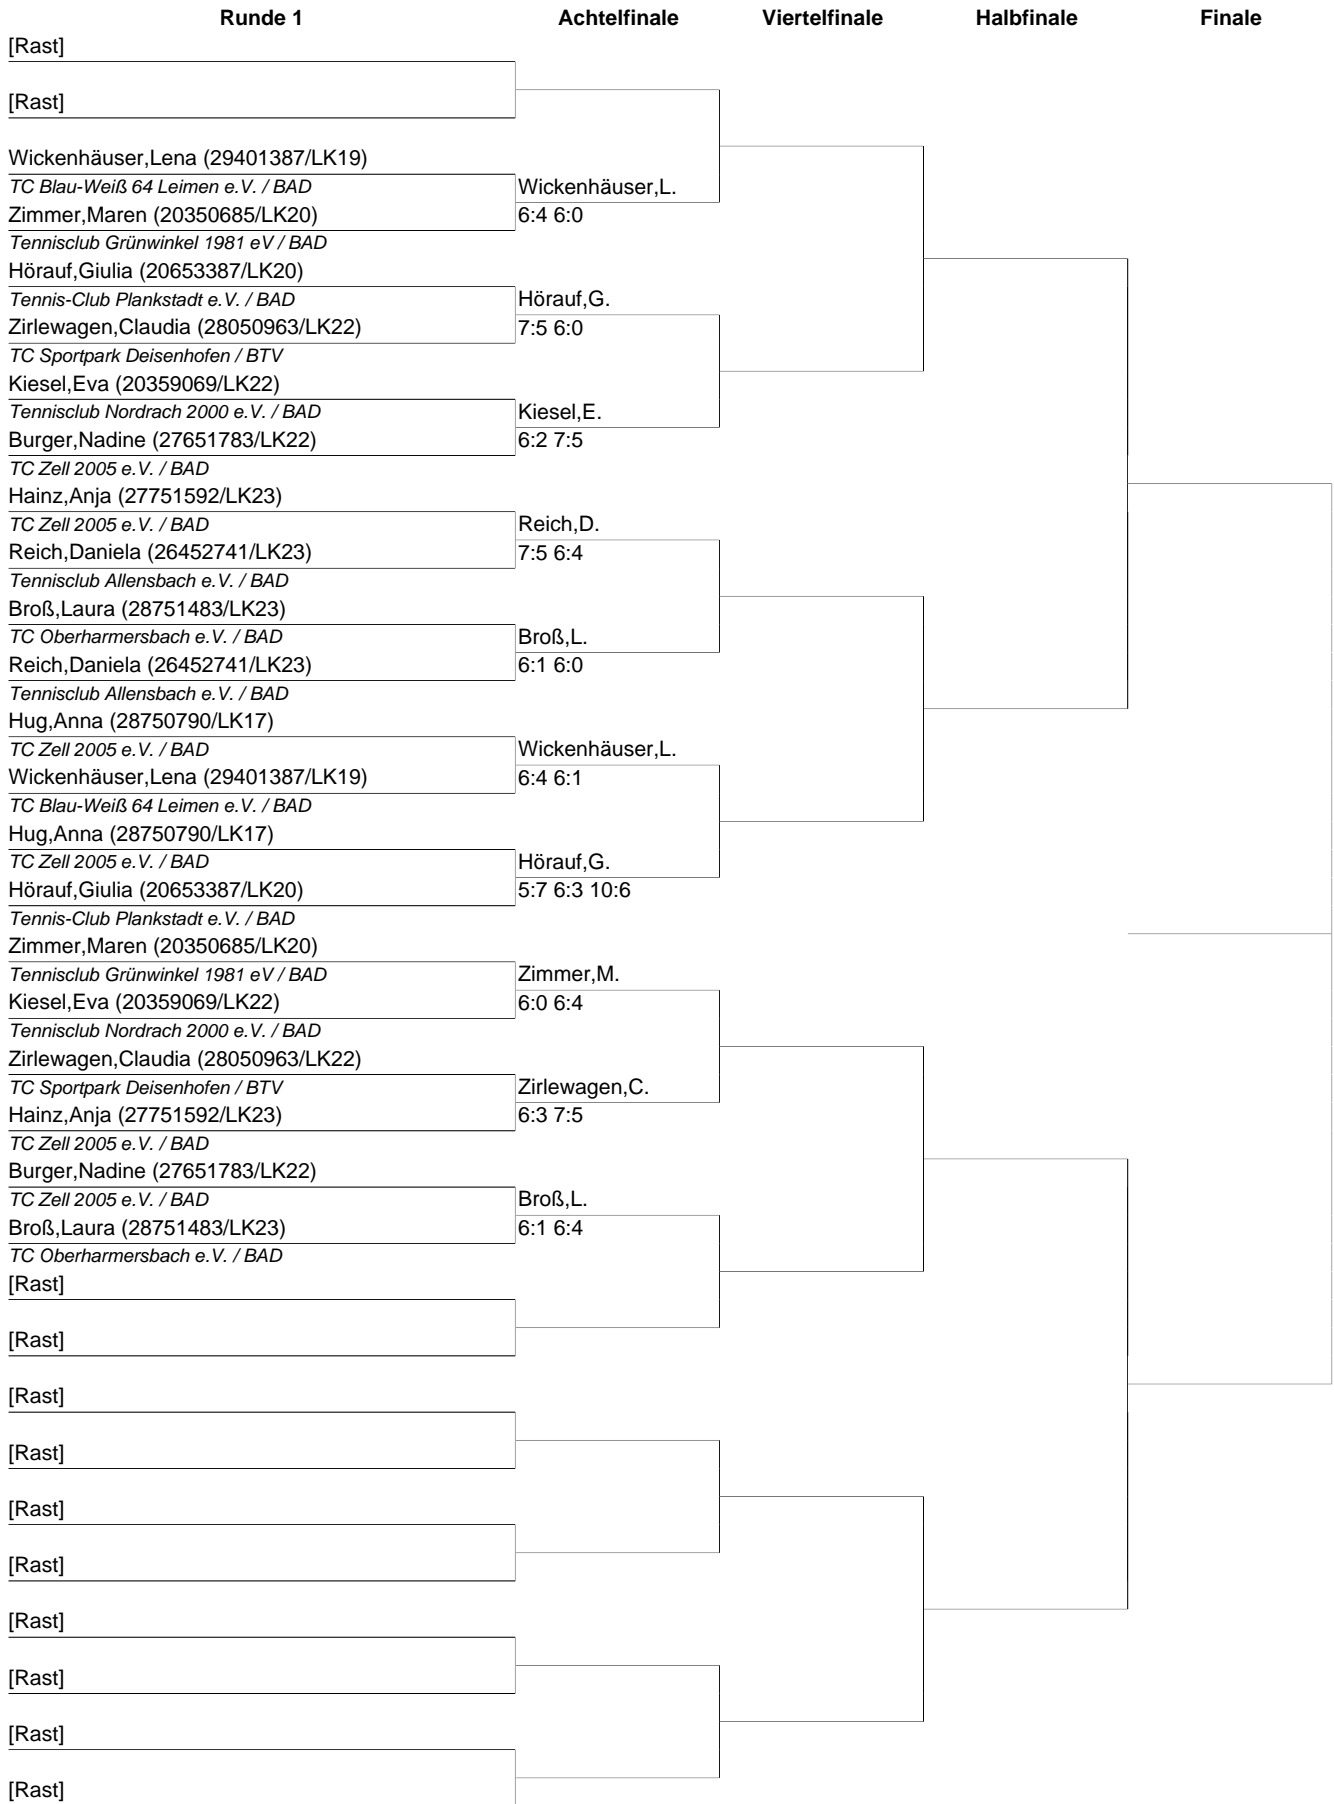 Runde 1 Achtelfinale Viertelfinale Halbfinale Finale
[Rast]
[Rast]
Wickenhäuser,Lena (29401387/LK19)
TC Blau-Weiß 64 Leimen e.V. / BAD Wickenhäuser,L.
Zimmer,Maren (20350685/LK20) 6:4 6:0
Tennisclub Grünwinkel 1981 eV / BAD
Hörauf,Giulia (20653387/LK20)
Tennis-Club Plankstadt e.V. / BAD Hörauf,G.
Zirlewagen,Claudia (28050963/LK22) 7:5 6:0
TC Sportpark Deisenhofen / BTV
Kiesel,Eva (20359069/LK22)
Tennisclub Nordrach 2000 e.V. / BAD Kiesel,E.
Burger,Nadine (27651783/LK22) 6:2 7:5
TC Zell 2005 e.V. / BAD
Hainz,Anja (27751592/LK23)
TC Zell 2005 e.V. / BAD Reich,D.
Reich,Daniela (26452741/LK23) 7:5 6:4
Tennisclub Allensbach e.V. / BAD
Broß,Laura (28751483/LK23)
TC Oberharmersbach e.V. / BAD Broß,L.
Reich,Daniela (26452741/LK23) 6:1 6:0
Tennisclub Allensbach e.V. / BAD
Hug,Anna (28750790/LK17)
TC Zell 2005 e.V. / BAD Wickenhäuser,L.
Wickenhäuser,Lena (29401387/LK19) 6:4 6:1
TC Blau-Weiß 64 Leimen e.V. / BAD
Hug,Anna (28750790/LK17)
TC Zell 2005 e.V. / BAD Hörauf,G.
Hörauf,Giulia (20653387/LK20) 5:7 6:3 10:6
Tennis-Club Plankstadt e.V. / BAD
Zimmer,Maren (20350685/LK20)
Tennisclub Grünwinkel 1981 eV / BAD Zimmer,M.
Kiesel,Eva (20359069/LK22) 6:0 6:4
Tennisclub Nordrach 2000 e.V. / BAD
Zirlewagen,Claudia (28050963/LK22)
TC Sportpark Deisenhofen / BTV Zirlewagen,C.
Hainz,Anja (27751592/LK23) 6:3 7:5
TC Zell 2005 e.V. / BAD
Burger,Nadine (27651783/LK22)
TC Zell 2005 e.V. / BAD Broß,L.
Broß,Laura (28751483/LK23) 6:1 6:4
TC Oberharmersbach e.V. / BAD
[Rast]
[Rast]
[Rast]
[Rast]
[Rast]
[Rast]
[Rast]
[Rast]
[Rast]
[Rast]